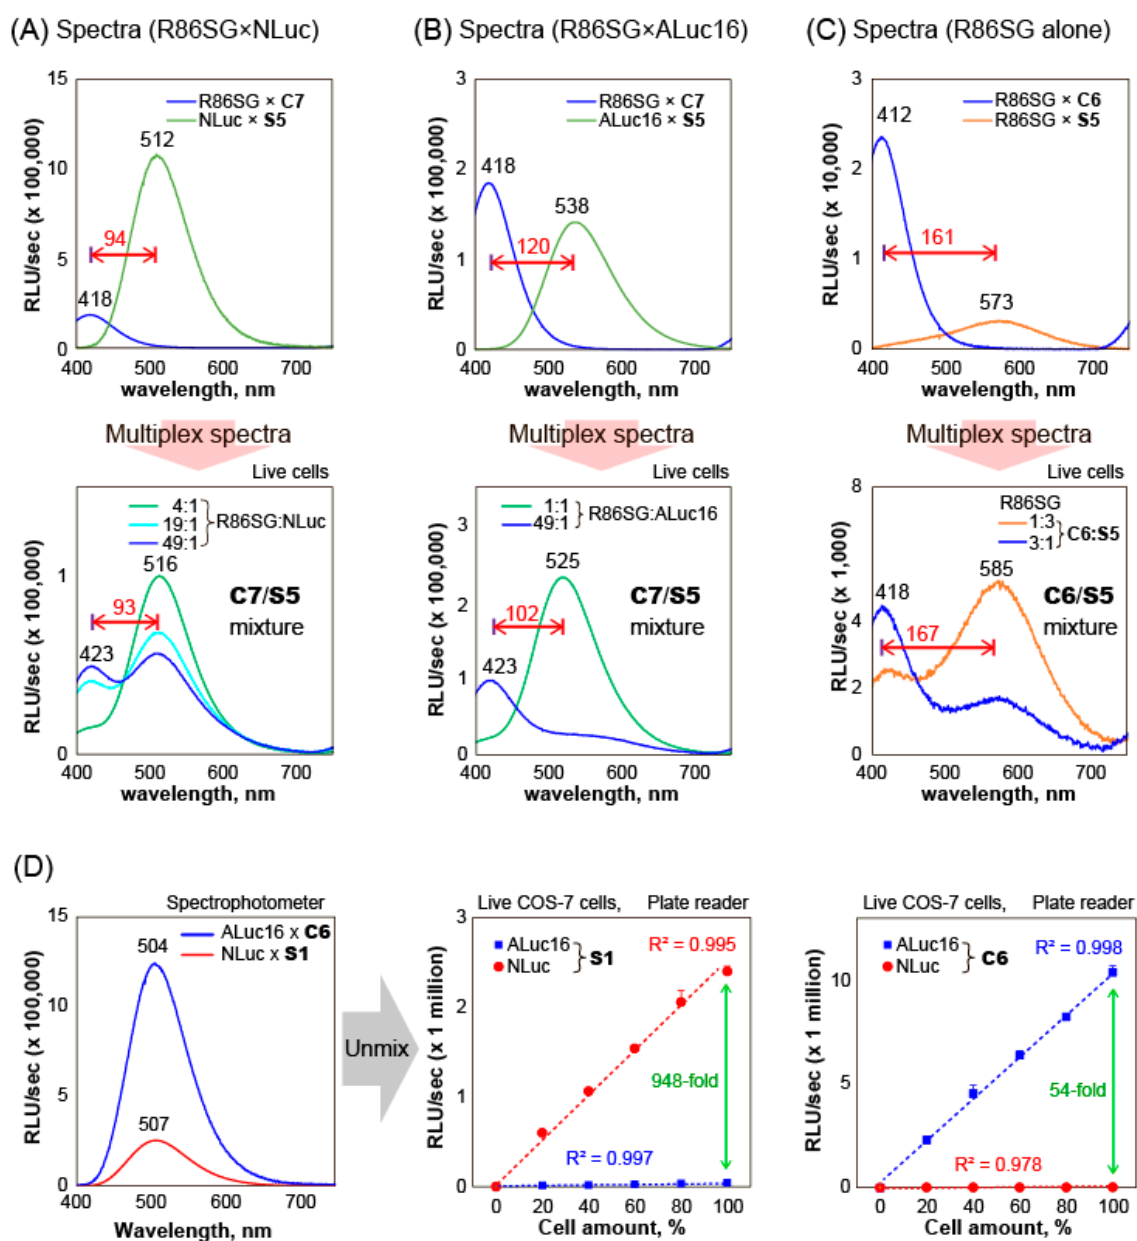 (A) Spectra (R86SG×NLuc)
(B) Spectra (R86SG×ALuc16)
(C) Spectra (R86SG alone)
RLU/sec (x 100,000)
15
10
5
0
R86SG × C7
NLuc × S5
512
94
418
400 500 600 700
wavelength, nm
RLU/sec (x 100,000)
3
2
1
0
R86SG × C7
ALuc16 × S5
418
538
120
400 500 600 700
wavelength, nm
RLU/sec (x 10,000)
3
2
1
0
R86SG × C6
R86SG × S5
412
161
573
400 500 600 700
wavelength, nm
Multiplex spectra
Multiplex spectra
Multiplex spectra
Live cells
RLU/sec (x 100,000)
1
0
4:1
19:1
49:1
R86SG:NLuc
516
93
423
C7/S5
mixture
400 500 600 700
wavelength, nm
Live cells
RLU/sec (x 100,000)
3
2
1
0
1:1
49:1
R86SG:ALuc16
525
102
423
C7/S5
mixture
400 500 600 700
wavelength, nm
Live cells
RLU/sec (x 1,000)
8
6
4
2
0
R86SG
1:3
3:1
C6:S5
585
418
167
C6/S5
mixture
400 500 600 700
wavelength, nm
(D)
Spectrophotometer
RLU/sec (x 100,000)
15
10
5
0
ALuc16 x C6
NLuc x S1
504
507
400 500 600 700
Wavelength, nm
Unmix
Live COS-7 cells, Plate reader
RLU/sec (x 1 million)
3
2
1
0
ALuc16
NLuc
S1
R² = 0.995
948-fold
R² = 0.997
0 20 40 60 80 100
Cell amount, %
Live COS-7 cells, Plate reader
RLU/sec (x 1 million)
10
5
0
ALuc16
NLuc
C6
R² = 0.998
54-fold
R² = 0.978
0 20 40 60 80 100
Cell amount, %